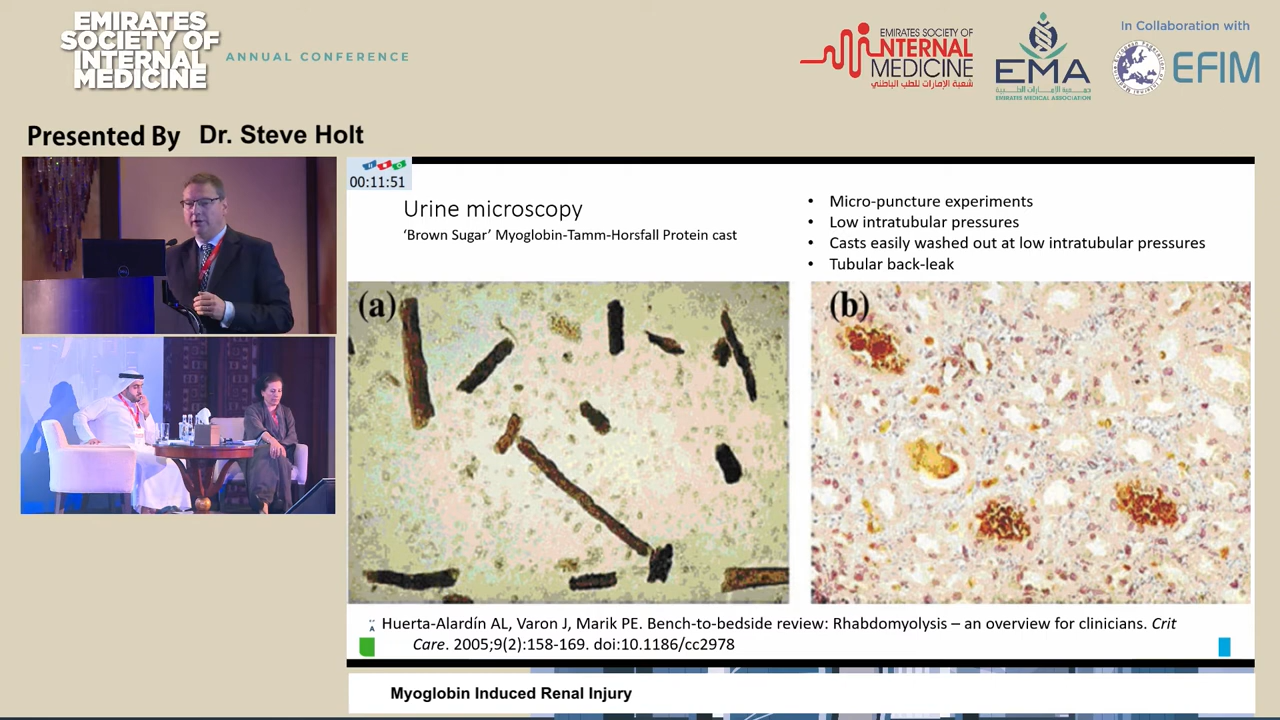 EMIRATES
SOCIETY OF
INTERNAL
MEDICINE
ANNUAL CONFERENCE
EMIRATES SOCIETY OF
INTERNAL
MEDICINE
شعبة الإمارات للطب الباطني
EMA
جمعية الإمارات الطبية
EMIRATES MEDICAL ASSOCIATION
In Collaboration with
EFIM
Presented By Dr. Steve Holt
00:11:51
Urine microscopy
‘Brown Sugar’ Myoglobin-Tamm-Horsfall Protein cast
• Micro-puncture experiments
• Low intratubular pressures
• Casts easily washed out at low intratubular pressures
• Tubular back-leak
(a)
(b)
Huerta-Alardín AL, Varon J, Marik PE. Bench-to-bedside review: Rhabdomyolysis – an overview for clinicians. Crit
Care. 2005;9(2):158-169. doi:10.1186/cc2978
Myoglobin Induced Renal Injury